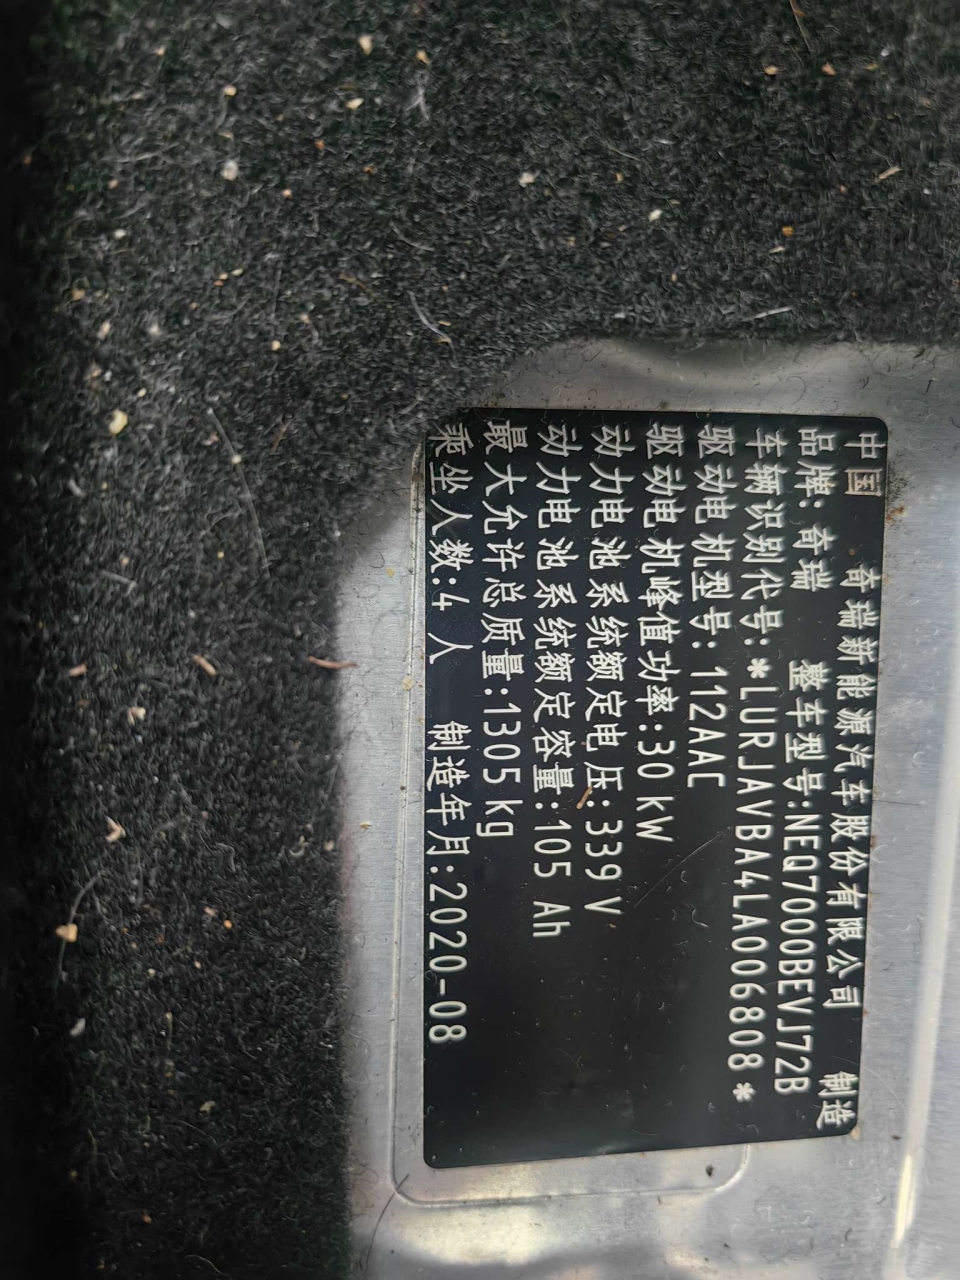 中国 奇瑞新能源汽车股份有限公司 制造
品牌: 奇瑞 整车型号:NEQ7000BEVJ72B
车辆识别代号: *LURJAVBA4LA006808*
驱动电机型号: 112AAC
驱动电机峰值功率:30 kW
动力电池系统额定电压: 339 V
动力电池系统额定容量:105 Ah
最大允许总质量:1305 kg
乘坐人数:4 人 制造年月:2020-08